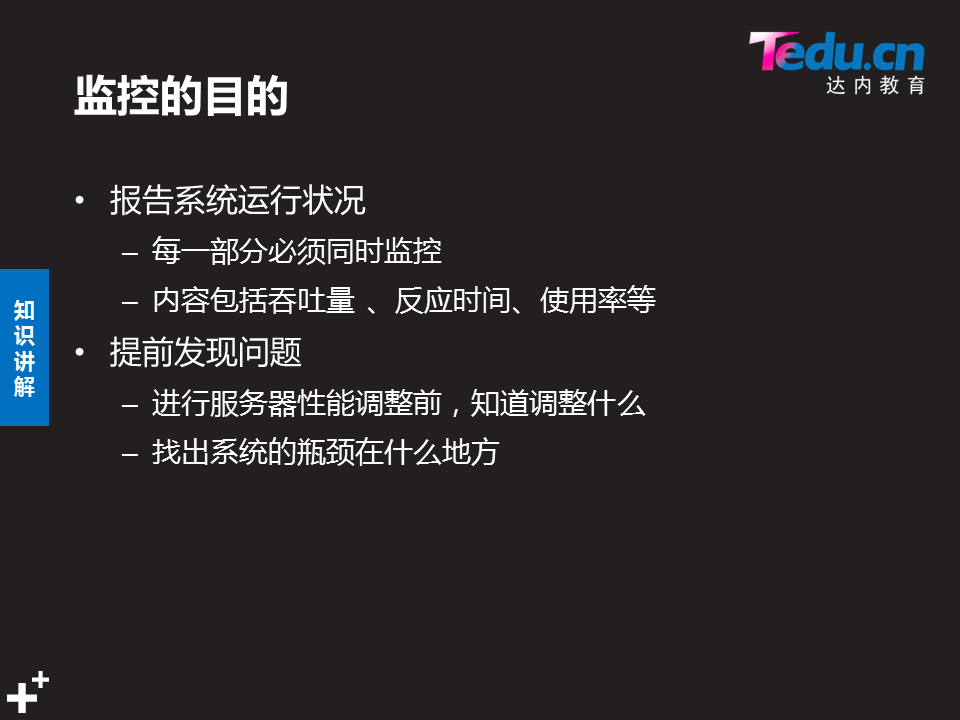 Tedu.cn
达内教育
监控的目的
• 报告系统运行状况
– 每一部分必须同时监控
– 内容包括吞吐量 、反应时间、使用率等
• 提前发现问题
– 进行服务器性能调整前，知道调整什么
– 找出系统的瓶颈在什么地方
知识讲解